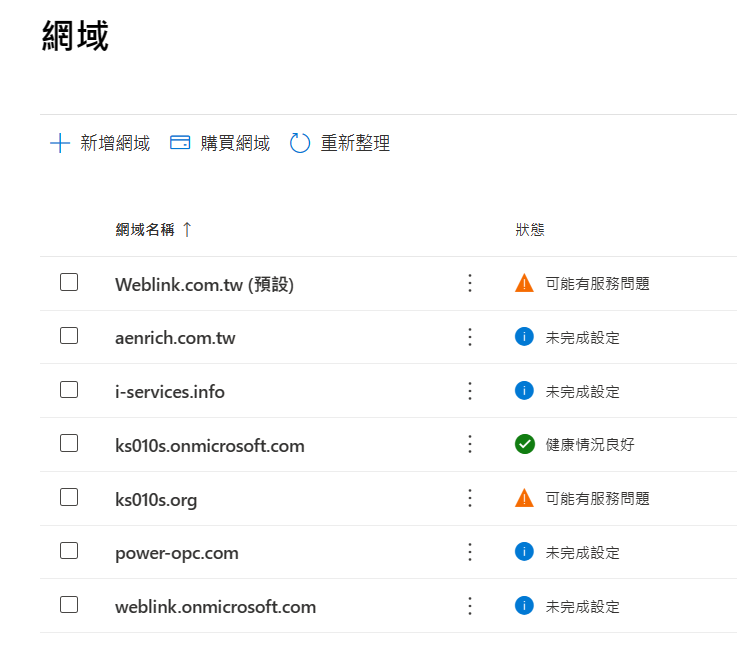 網域
新增網域 購買網域 重新整理
網域名稱 ↑ 狀態
Weblink.com.tw (預設) 可能有服務問題
aenrich.com.tw 未完成設定
i-services.info 未完成設定
ks010s.onmicrosoft.com 健康情況良好
ks010s.org 可能有服務問題
power-opc.com 未完成設定
weblink.onmicrosoft.com 未完成設定